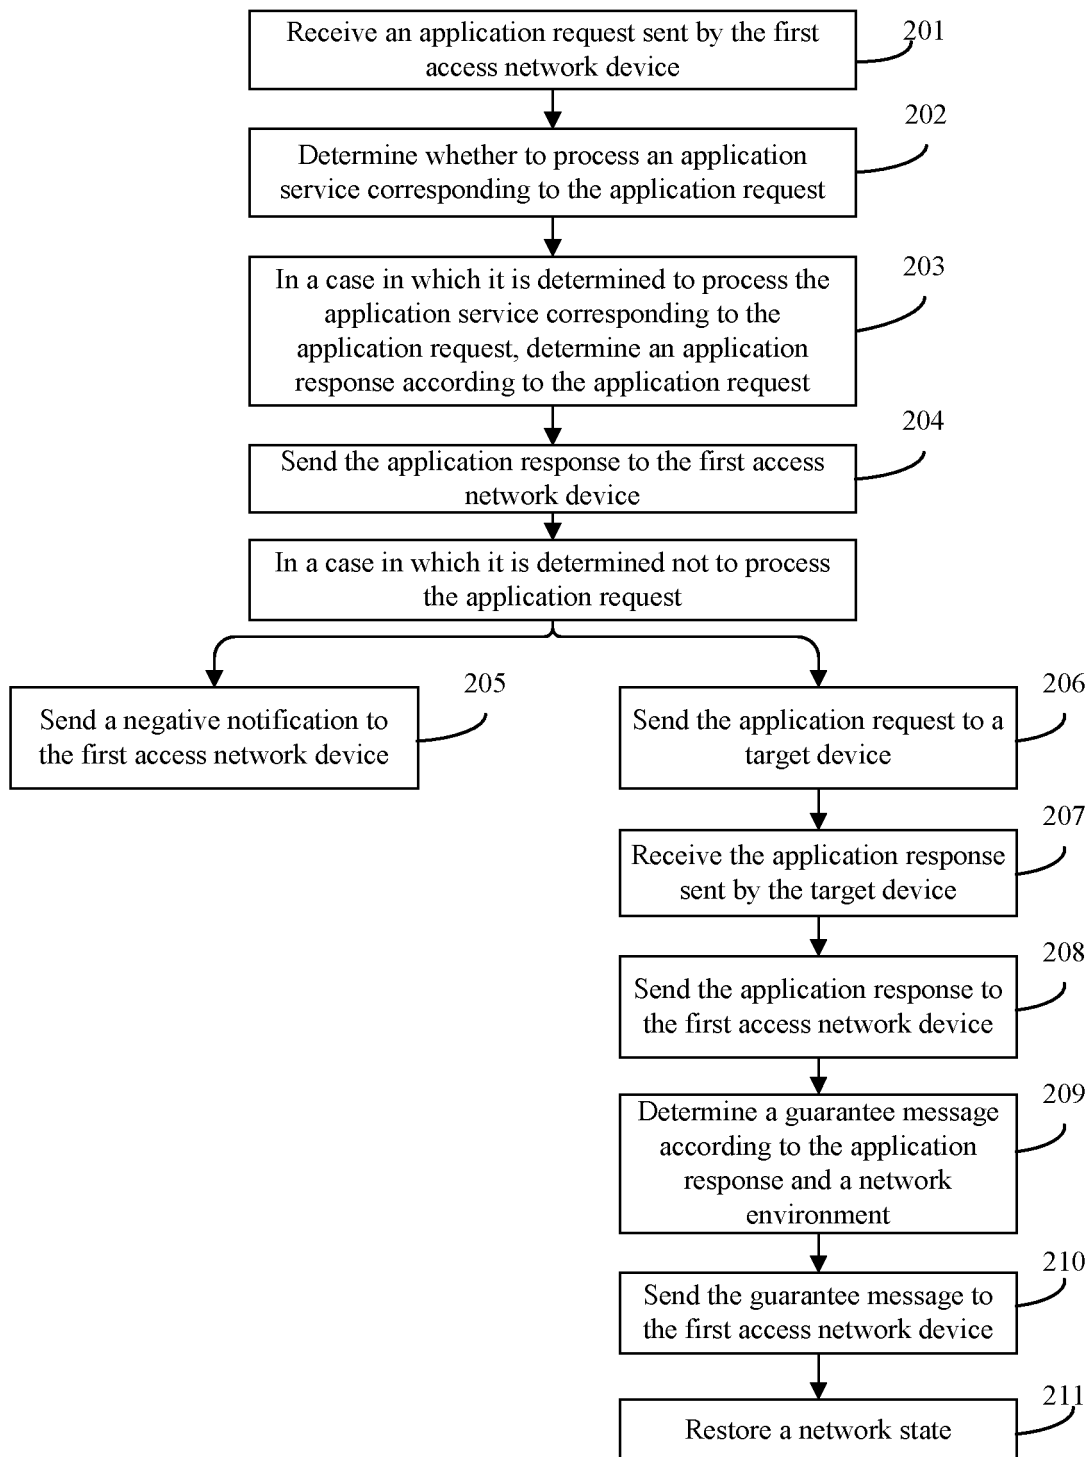 Receive an application request sent by the first
access network device
201
Determine whether to process an application
service corresponding to the application request
202
In a case in which it is determined to process the
application service corresponding to the
application request, determine an application
response according to the application request
203
Send the application response to the first access
network device
204
In a case in which it is determined not to process
the application request
Send a negative notification to
the first access network device
205
Send the application request to a
target device
206
Receive the application response
sent by the target device
207
Send the application response to
the first access network device
208
Determine a guarantee message
according to the application
response and a network
environment
209
Send the guarantee message to
the first access network device
210
Restore a network state
211